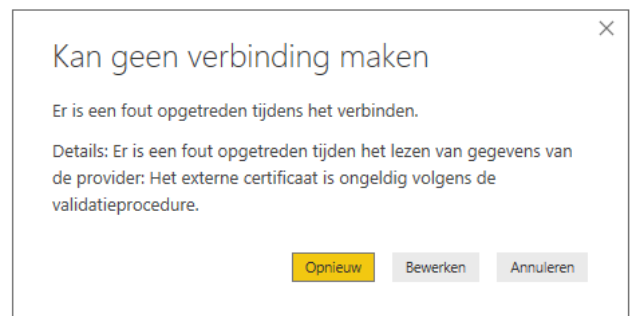 Kan geen verbinding maken
Er is een fout opgetreden tijdens het verbinden.
Details: Er is een fout opgetreden tijden het lezen van gegevens van
de provider: Het externe certificaat is ongeldig volgens de
validatieprocedure.
Opnieuw Bewerken Annuleren